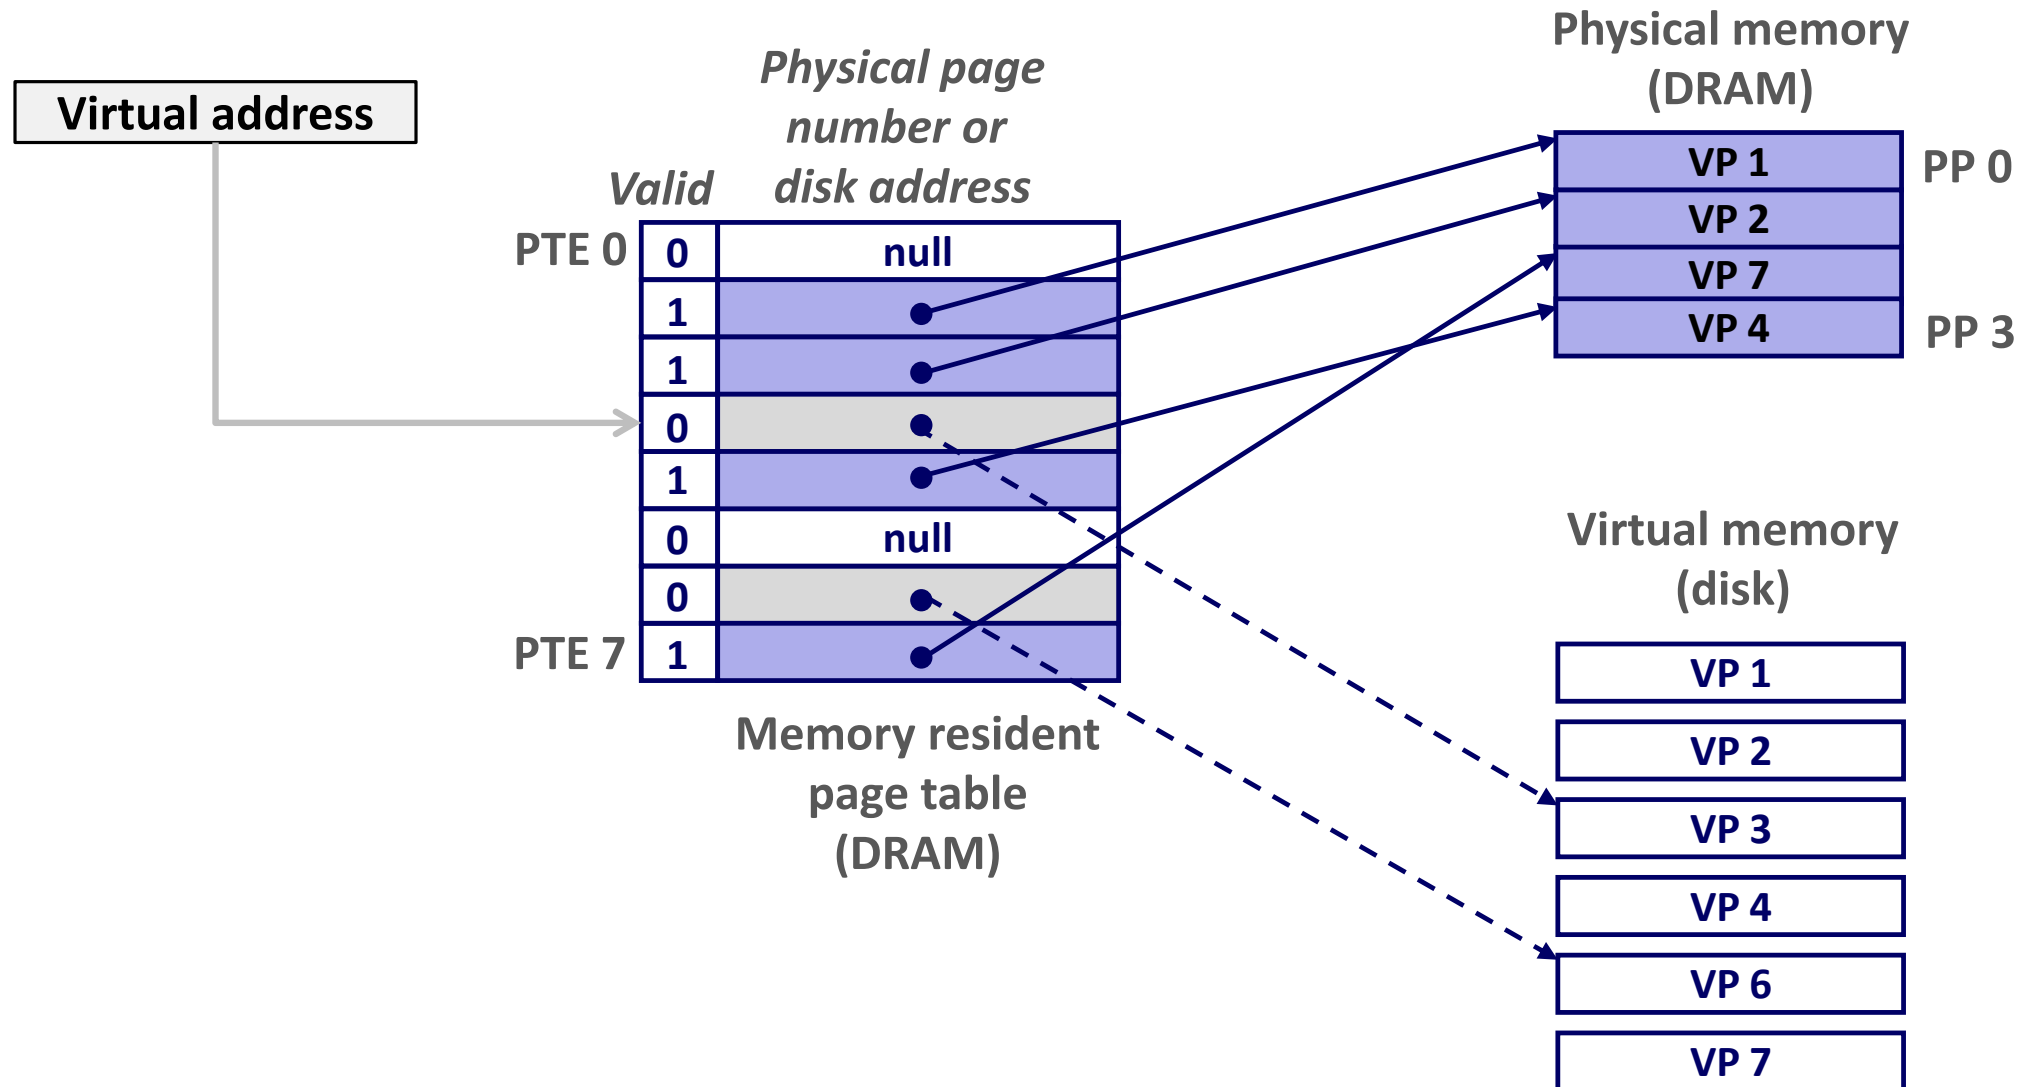 Physical memory
(DRAM)
Virtual address
Physical page
number or
disk address
Valid
PTE 0
0 null
1
1
0
1
0 null
0
PTE 7 1
VP 1 PP 0
VP 2
VP 7
VP 4 PP 3
Memory resident
page table
(DRAM)
Virtual memory
(disk)
VP 1
VP 2
VP 3
VP 4
VP 6
VP 7